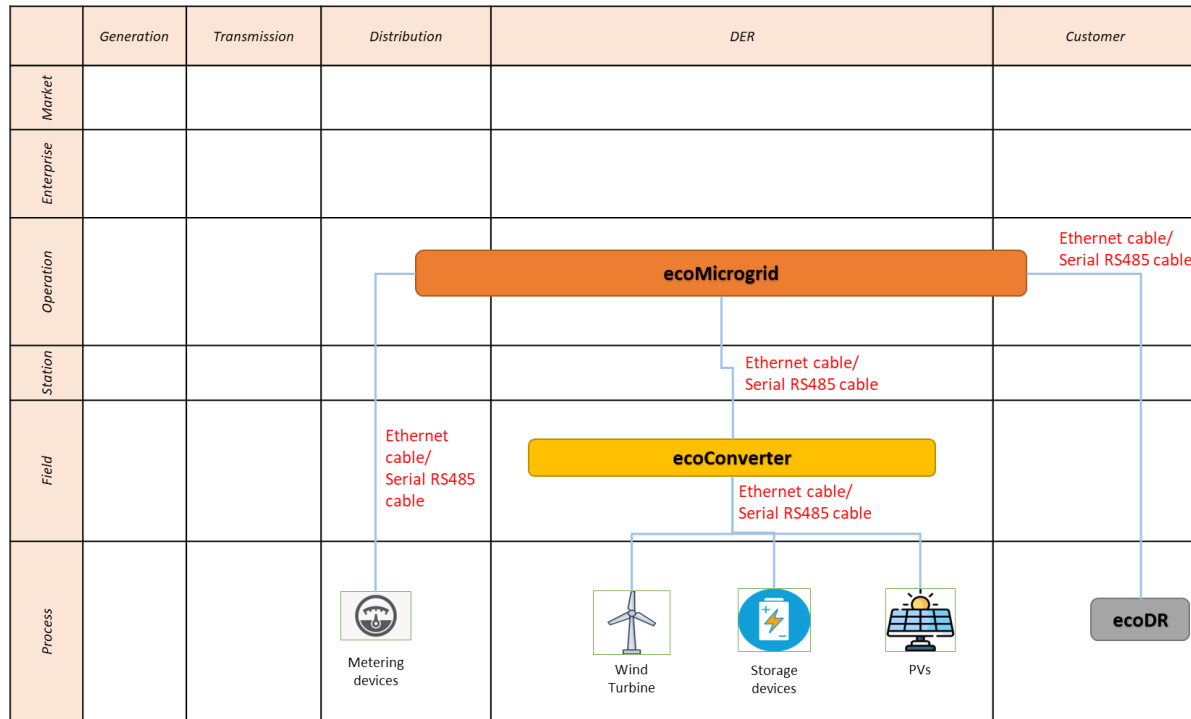 Generation
Transmission
Distribution
DER
Customer
Market
Enterprise
Operation
ecoMicrogrid
Ethernet cable/
Serial RS485 cable
Station
Ethernet cable/
Serial RS485 cable
Field
Ethernet
cable/
Serial RS485
cable
ecoConverter
Ethernet cable/
Serial RS485 cable
Process
Metering
devices
Wind
Turbine
Storage
devices
PVs
ecoDR